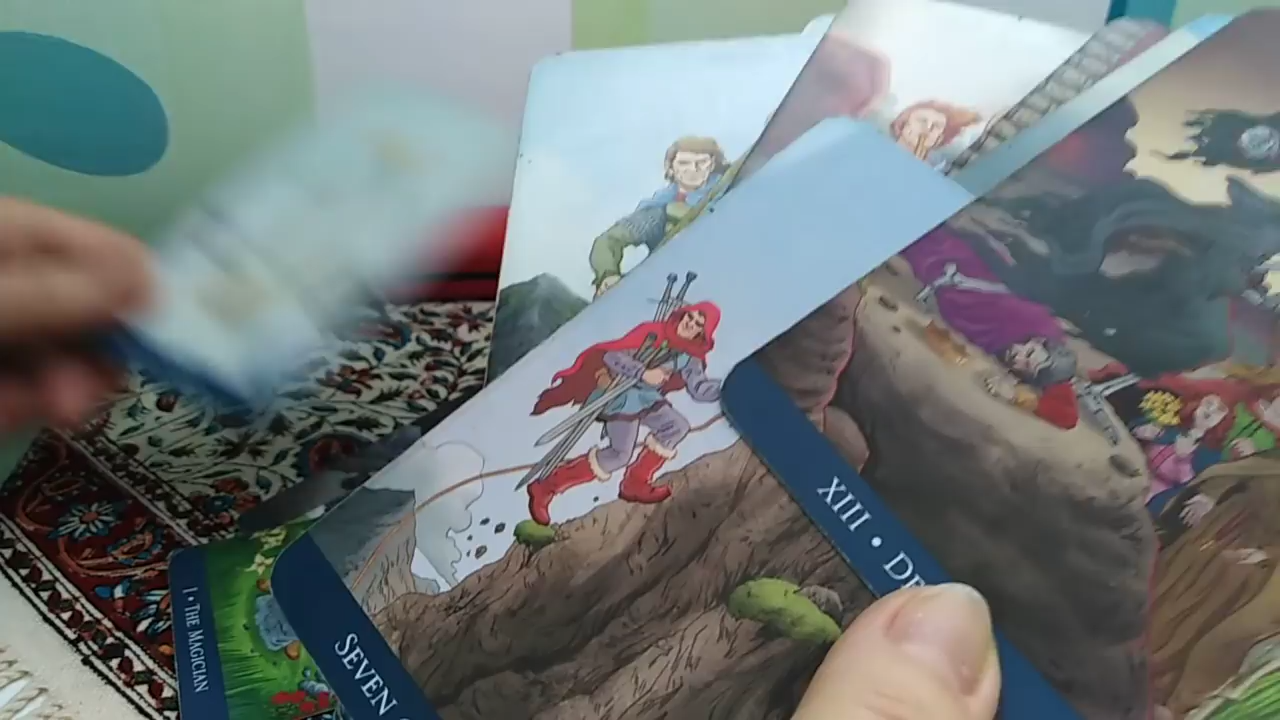 XIII • DE
I • THE MAGICIAN
SEVEN